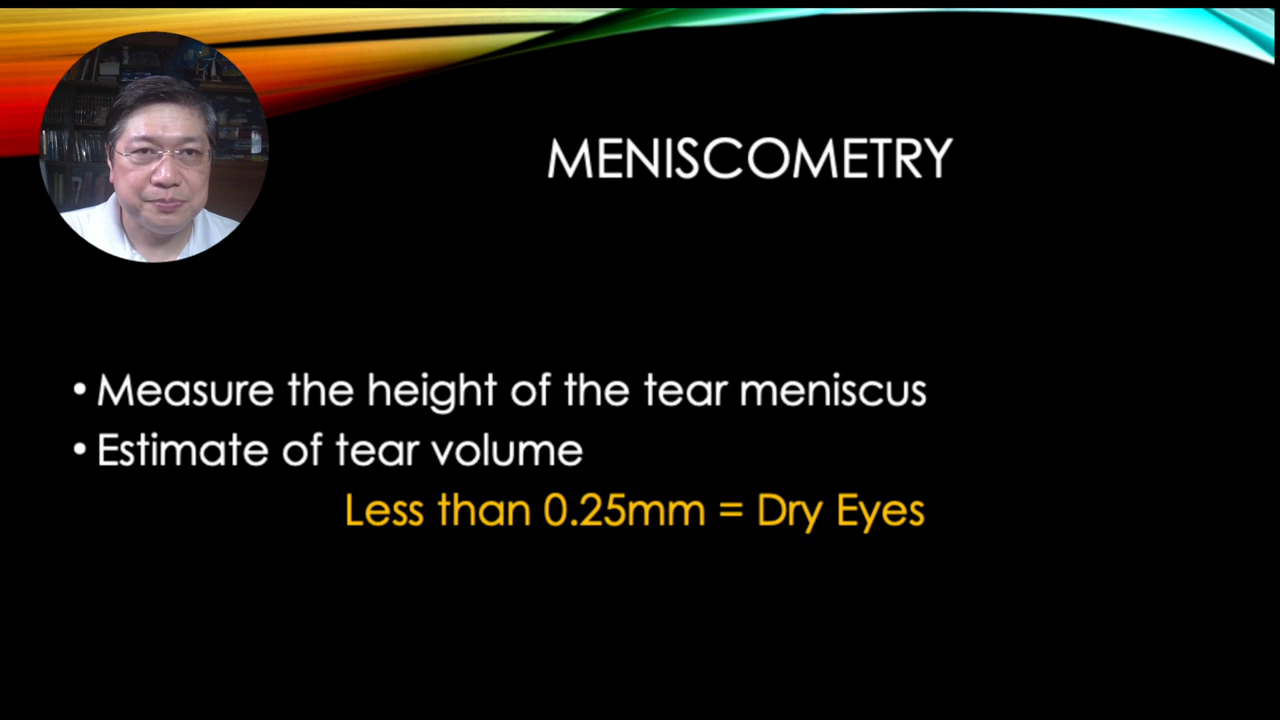 MENISCOMETRY
• Measure the height of the tear meniscus
• Estimate of tear volume
Less than 0.25mm = Dry Eyes